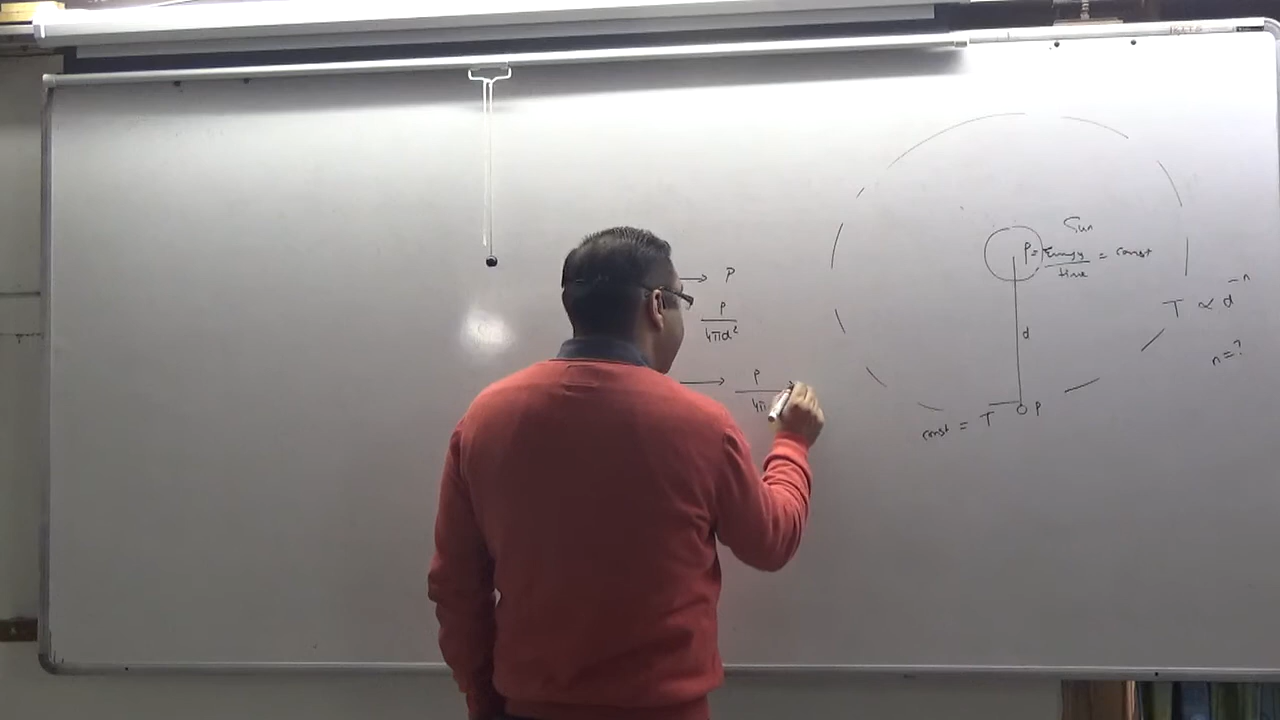 → P
P
4πd²
→ P
4π
Sun
P = Energy = const
time
d
T ∝ d⁻ⁿ
n = ?
const = T
P